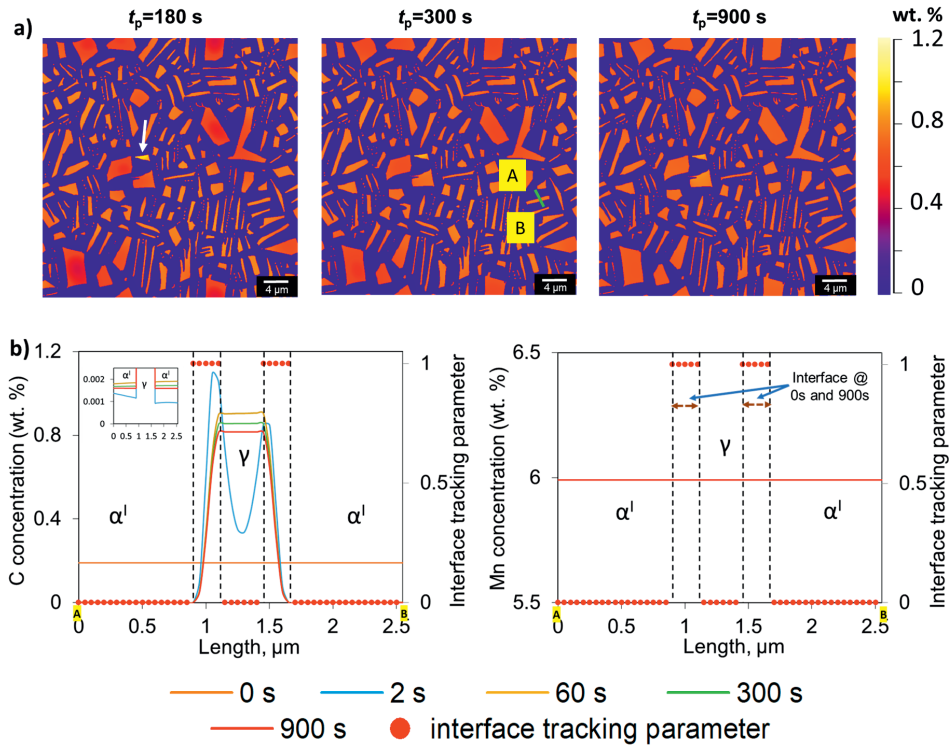 tp=180 s
tp=300 s
tp=900 s
wt. %
a)
1.2
0.8
0.4
0
A
B
4 µm
4 µm
4 µm
b)
C concentration (wt. %)
1.2
0.8
0.4
0
0 0.5 1 1.5 2 2.5
Length, µm
A
B
αᴵ
γ
αᴵ
0.002
0.001
0
0 0.5 1 1.5 2 2.5
αᴵ
γ
αᴵ
1
0.5
0
Interface tracking parameter
Mn concentration (wt. %)
6.5
6
5.5
0 0.5 1 1.5 2 2.5
Length, µm
A
B
αᴵ
γ
αᴵ
Interface @
0s and 900s
1
0.5
0
Interface tracking parameter
0 s
2 s
60 s
300 s
900 s
interface tracking parameter